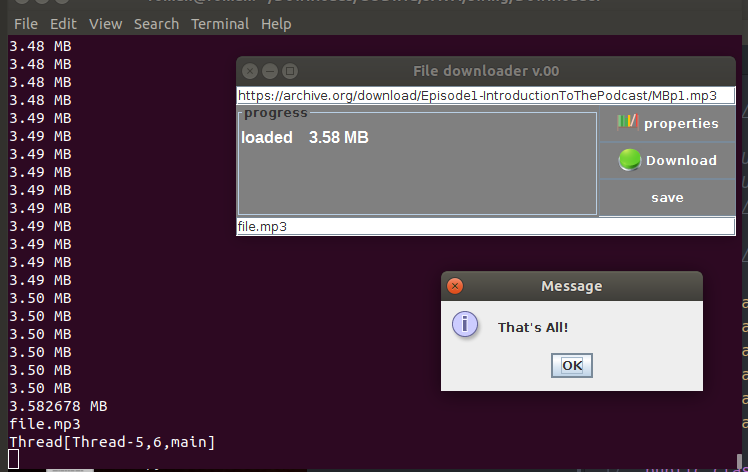 File Edit View Search Terminal Help
3.48 MB
3.48 MB
3.48 MB
3.48 MB
3.49 MB
3.49 MB
3.49 MB
3.49 MB
3.49 MB
3.49 MB
3.49 MB
3.49 MB
3.49 MB
3.49 MB
3.50 MB
3.50 MB
3.50 MB
3.50 MB
3.50 MB
3.50 MB
3.582678 MB
file.mp3
Thread[Thread-5,6,main]
File downloader v.00
https://archive.org/download/Episode1-IntroductionToThePodcast/MBp1.mp3
progress
loaded 3.58 MB
properties
Download
save
file.mp3
Message
That's All!
OK